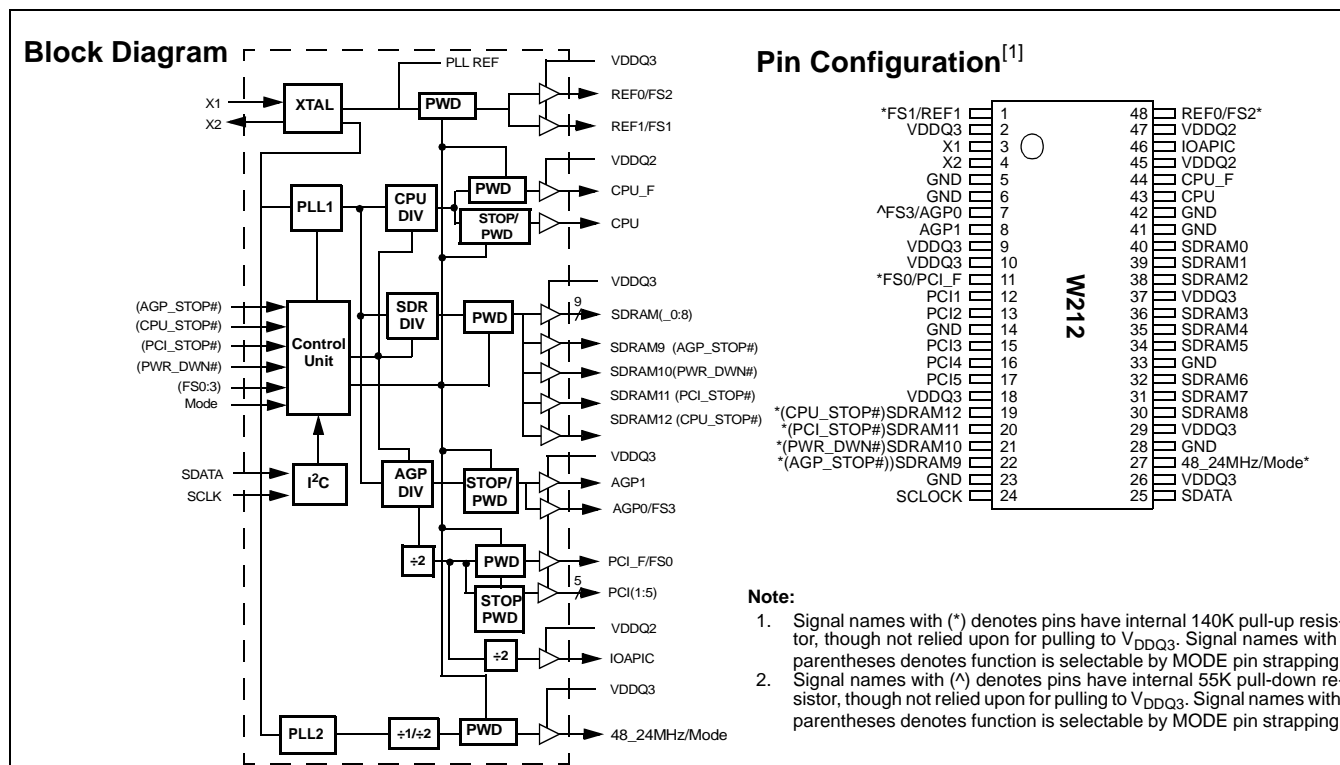 Block Diagram
PLL REF
VDDQ3
X1
X2
XTAL
PWD
REF0/FS2
REF1/FS1
VDDQ2
PWD
CPU_F
PLL1
CPU
DIV
STOP/
PWD
CPU
VDDQ3
(AGP_STOP#)
(CPU_STOP#)
(PCI_STOP#)
(PWR_DWN#)
(FS0:3)
Mode
Control
Unit
SDR
DIV
PWD
9
SDRAM(_0:8)
SDRAM9 (AGP_STOP#)
SDRAM10(PWR_DWN#)
SDRAM11 (PCI_STOP#)
SDRAM12 (CPU_STOP#)
VDDQ3
SDATA
SCLK
I2C
AGP
DIV
STOP/
PWD
AGP1
AGP0/FS3
÷2
PWD
PCI_F/FS0
STOP
PWD
5
PCI(1:5)
VDDQ2
÷2
IOAPIC
VDDQ3
PLL2
÷1/÷2
PWD
48_24MHz/Mode
Pin Configuration[1]
*FS1/REF1 1 48 REF0/FS2*
VDDQ3 2 47 VDDQ2
X1 3 46 IOAPIC
X2 4 45 VDDQ2
GND 5 44 CPU_F
GND 6 43 CPU
^FS3/AGP0 7 42 GND
AGP1 8 41 GND
VDDQ3 9 40 SDRAM0
VDDQ3 10 39 SDRAM1
*FS0/PCI_F 11 38 SDRAM2
PCI1 12 37 VDDQ3
PCI2 13 36 SDRAM3
GND 14 35 SDRAM4
PCI3 15 34 SDRAM5
PCI4 16 33 GND
PCI5 17 32 SDRAM6
VDDQ3 18 31 SDRAM7
*(CPU_STOP#)SDRAM12 19 30 SDRAM8
*(PCI_STOP#)SDRAM11 20 29 VDDQ3
*(PWR_DWN#)SDRAM10 21 28 GND
*(AGP_STOP#))SDRAM9 22 27 48_24MHz/Mode*
GND 23 26 VDDQ3
SCLOCK 24 25 SDATA
W212
Note:
1. Signal names with (*) denotes pins have internal 140K pull-up resis-
tor, though not relied upon for pulling to VDDQ3. Signal names with
parentheses denotes function is selectable by MODE pin strapping
2. Signal names with (^) denotes pins have internal 55K pull-down re-
sistor, though not relied upon for pulling to VDDQ3. Signal names with
parentheses denotes function is selectable by MODE pin strapping